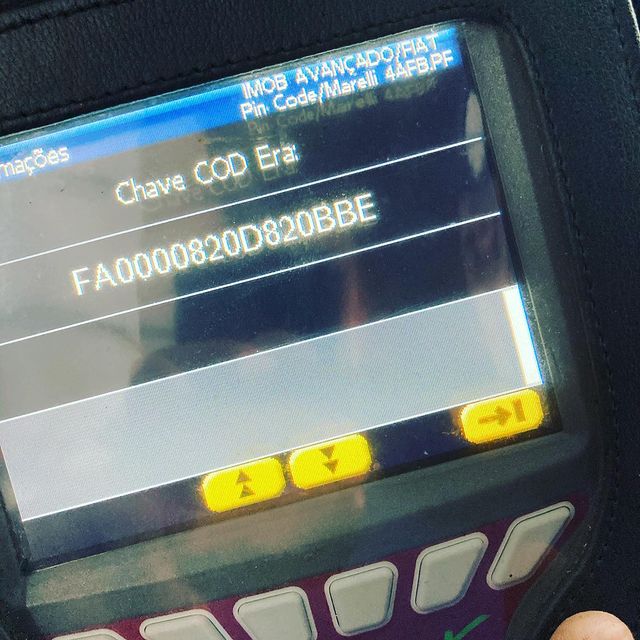 IMOB AVANÇADO/FIAT
Pin Code/Marelli 4AFB.PF
mações
Chave COD Era:
FA0000820D820BBE